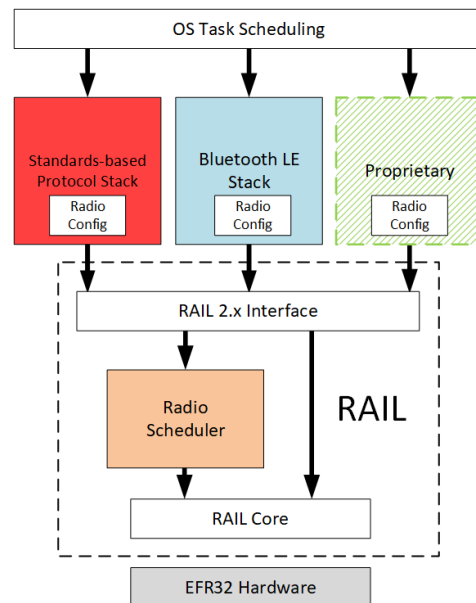 OS Task Scheduling
Standards-based
Protocol Stack
Radio
Config
Bluetooth LE
Stack
Radio
Config
Proprietary
Radio
Config
RAIL 2.x Interface
Radio
Scheduler
RAIL
RAIL Core
EFR32 Hardware